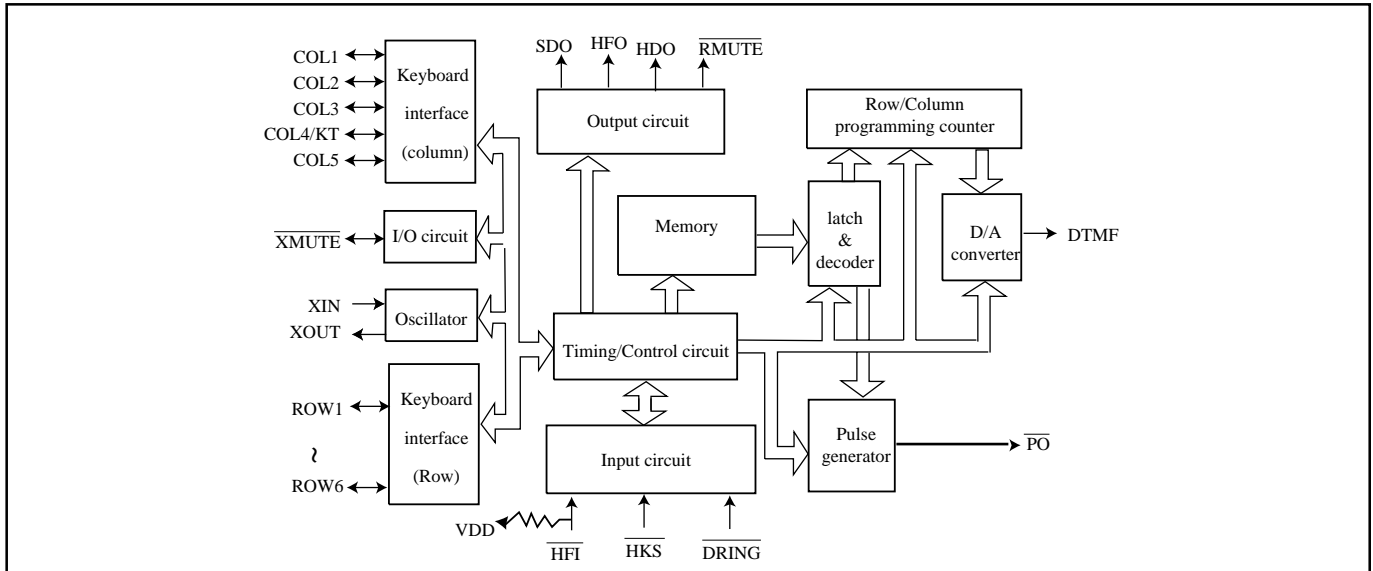 SDO
HFO
HDO
RMUTE
COL1
COL2
COL3
COL4/KT
COL5
Keyboard
interface
(column)
Output circuit
Row/Column
programming counter
XMUTE
I/O circuit
Memory
latch
&
decoder
D/A
converter
DTMF
XIN
XOUT
Oscillator
Timing/Control circuit
ROW1
~
ROW6
Keyboard
interface
(Row)
Input circuit
Pulse
generator
PO
VDD
HFI
HKS
DRING